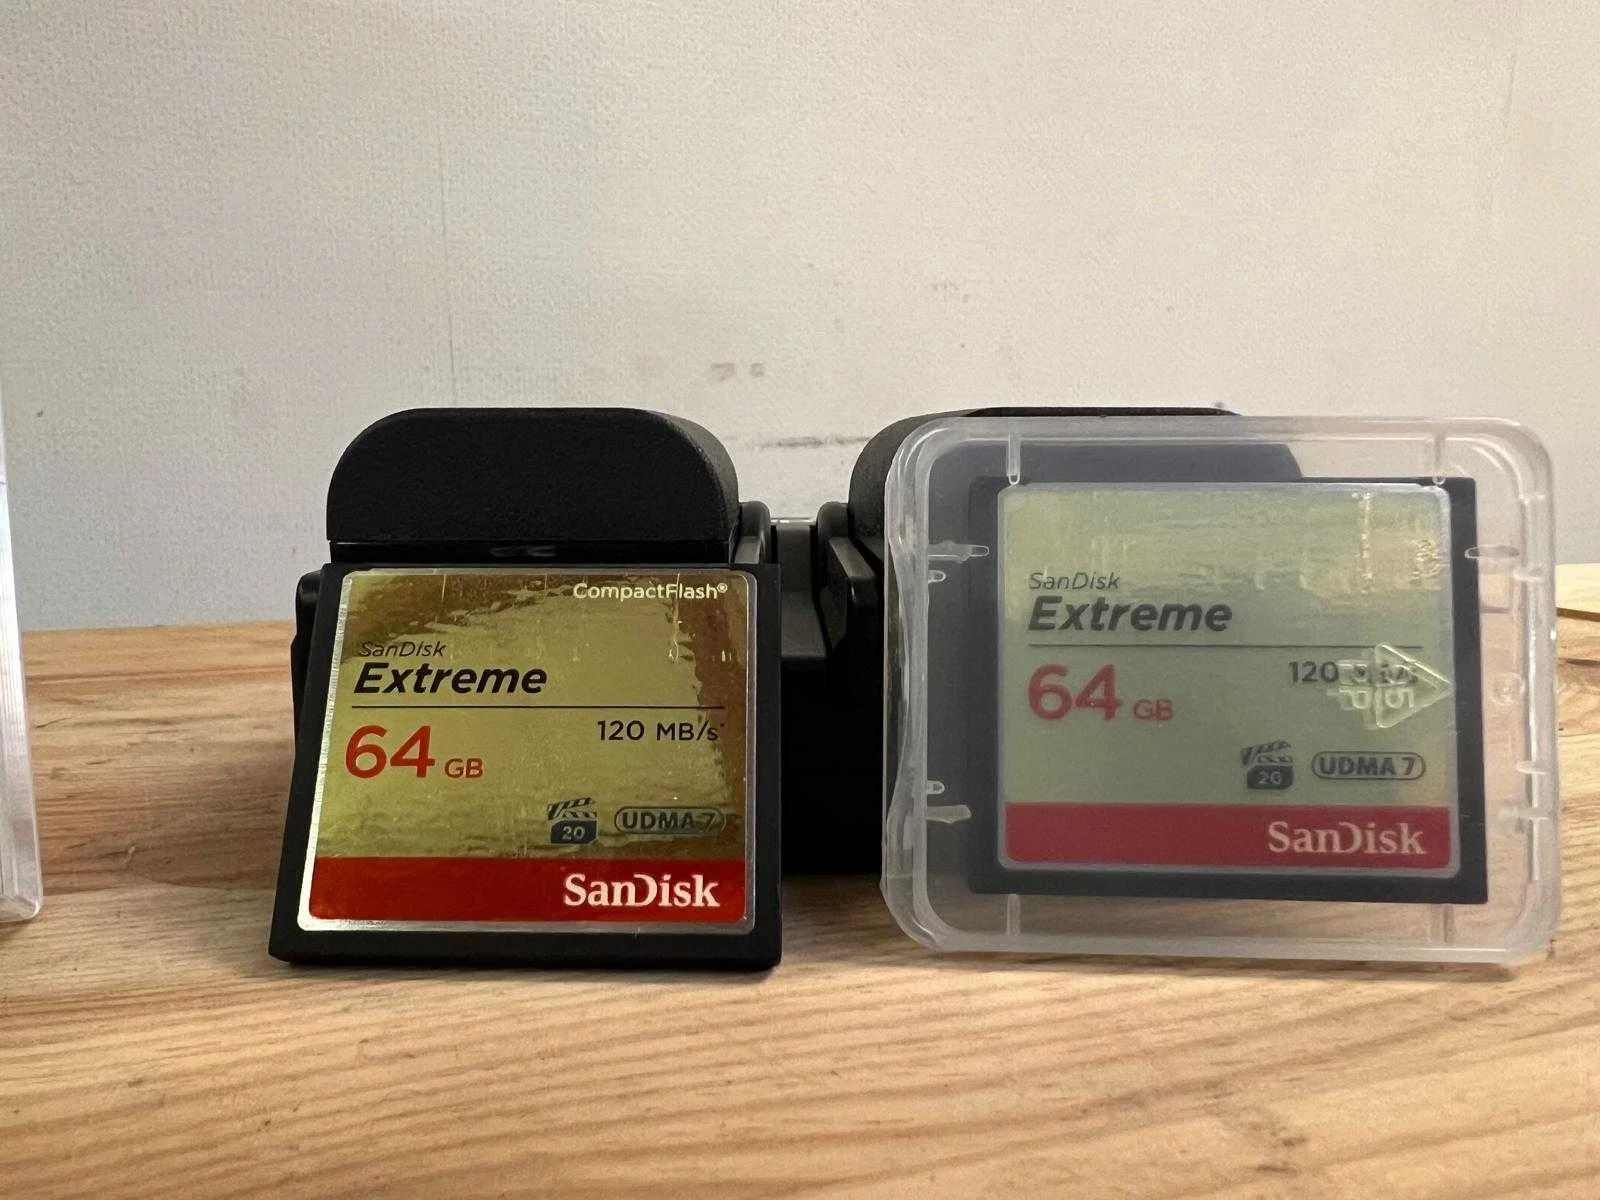 CompactFlash®
SanDisk
Extreme
120 MB/s*
64 GB
20
UDMA 7
SanDisk
SanDisk
Extreme
120
64 GB
20
UDMA 7
SanDisk